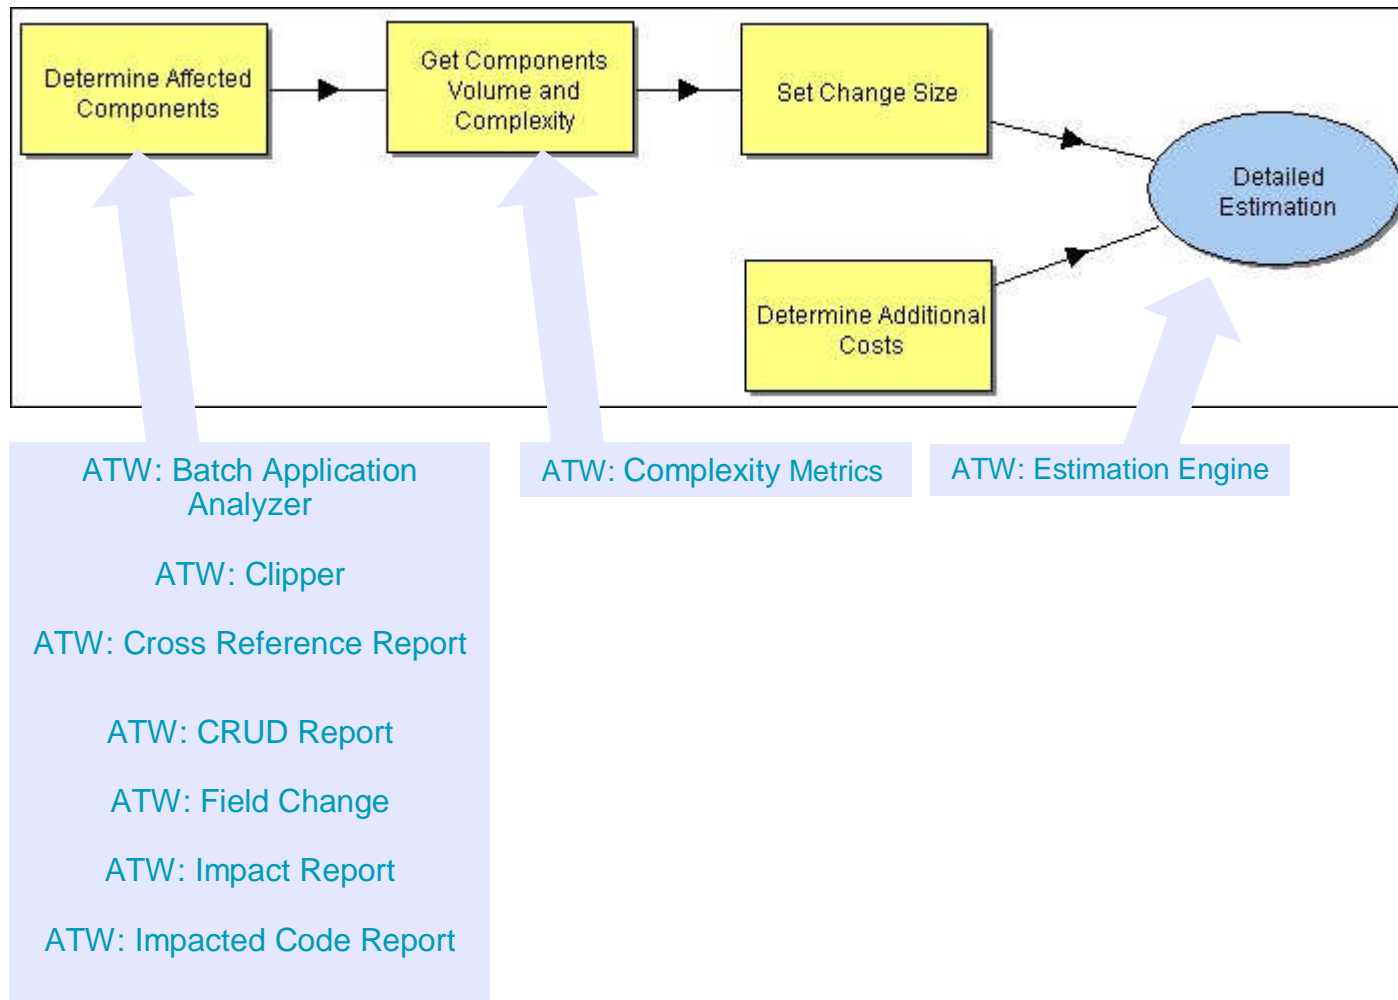 Determine Affected
Components
Get Components
Volume and
Complexity
Set Change Size
Detailed
Estimation
Determine Additional
Costs
ATW: Batch Application
Analyzer
ATW: Clipper
ATW: Cross Reference Report
ATW: CRUD Report
ATW: Field Change
ATW: Impact Report
ATW: Impacted Code Report
ATW: Complexity Metrics
ATW: Estimation Engine